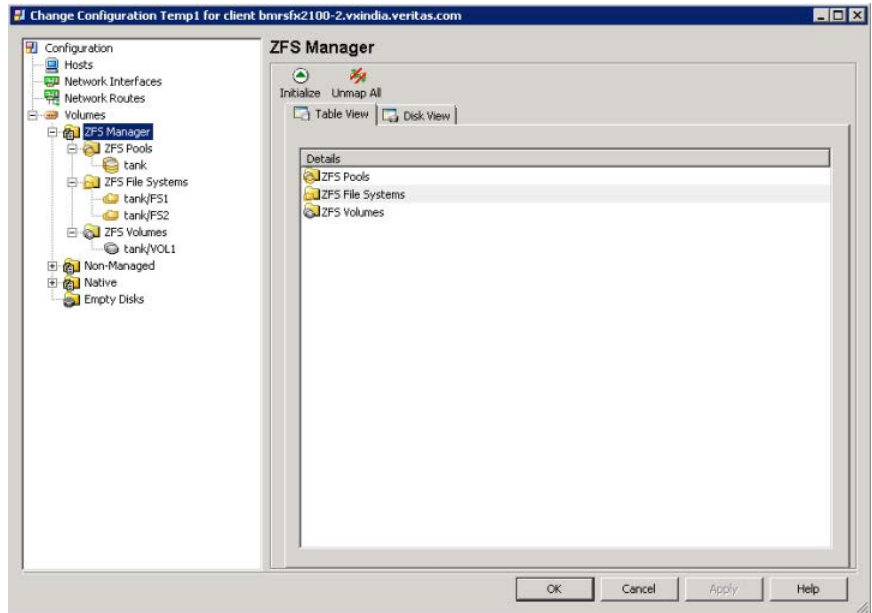 Change Configuration Temp1 for client bmrsfx2100-2.vxindia.veritas.com
Configuration
Hosts
Network Interfaces
Network Routes
Volumes
ZFS Manager
ZFS Pools
tank
ZFS File Systems
tank/FS1
tank/FS2
ZFS Volumes
tank/VOL1
Non-Managed
Native
Empty Disks
ZFS Manager
Initialize Unmap All
Table View Disk View
Details
ZFS Pools
ZFS File Systems
ZFS Volumes
OK Cancel Apply Help